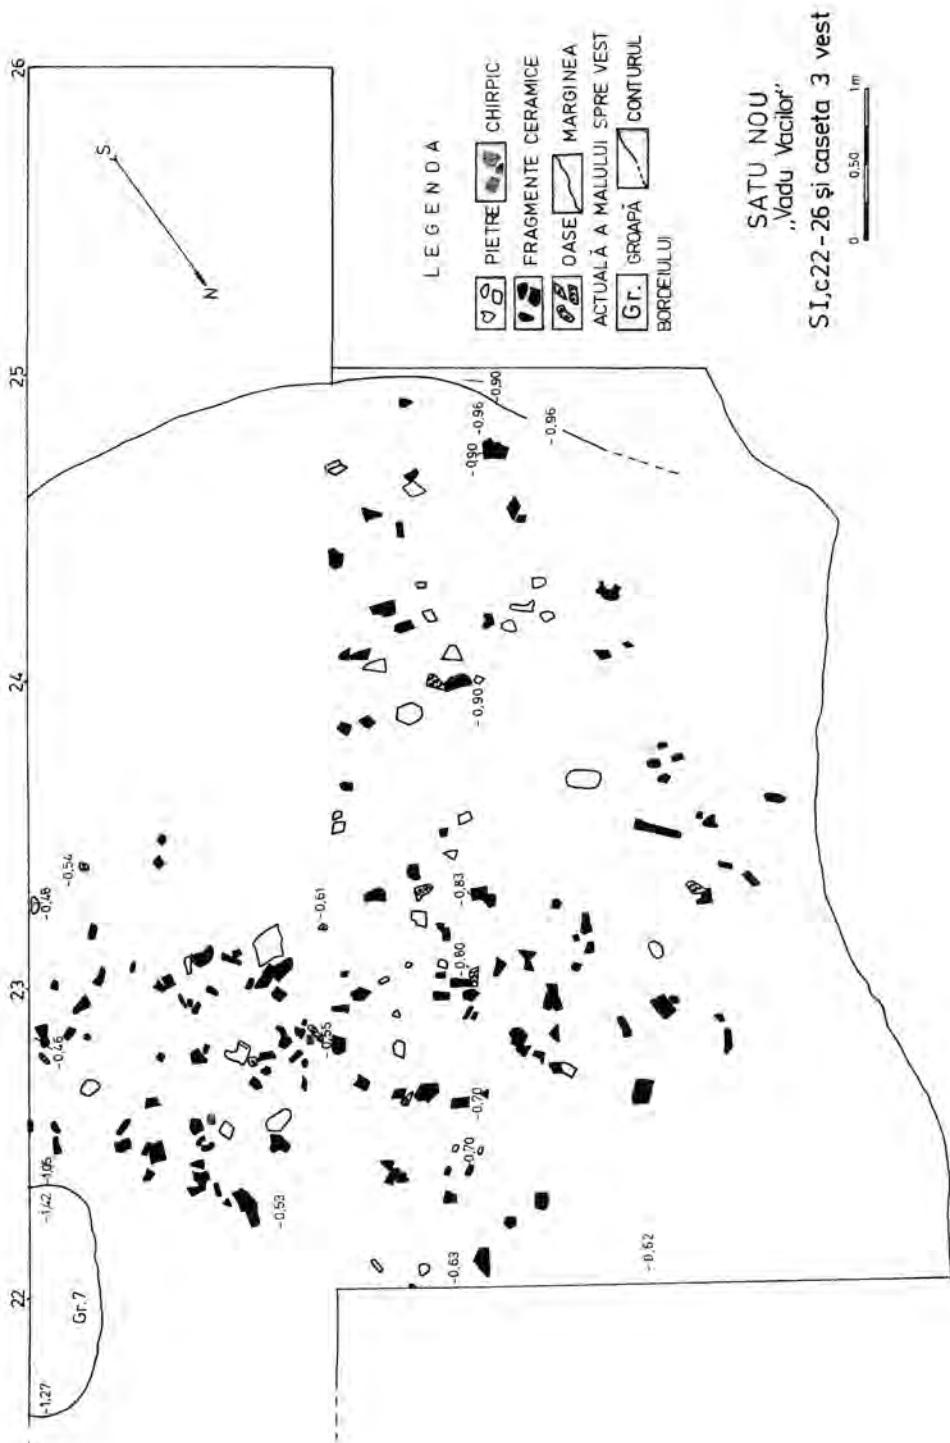 22
23
24
25
26
S
N
Gr.7
-1,27
-1,42
-1,05
-0,46
-0,48
-0,54
-0,53
-0,55
-0,61
-0,63
-0,62
-0,70
-0,70
-0,80
-0,83
-0,90
-0,90
-0,96
-0,90
-0,96
LEGENDA
PIETRE CHIRPIC
FRAGMENTE CERAMICE
OASE MARGINEA
ACTUALĂ A MALULUI SPRE VEST
Gr. GROAPĂ CONTURUL
BORDEIULUI
SATU NOU
„Vadu Vacilor”
SI,c22-26 și caseta 3 vest
0 0.50 1m